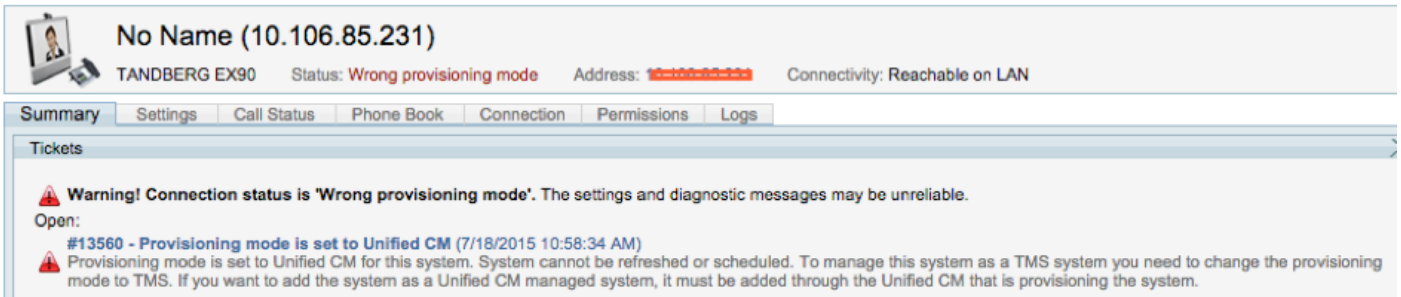 No Name (10.106.85.231)
TANDBERG EX90 Status: Wrong provisioning mode Address: Connectivity: Reachable on LAN
Summary Settings Call Status Phone Book Connection Permissions Logs
Tickets
Warning! Connection status is 'Wrong provisioning mode'. The settings and diagnostic messages may be unreliable.
Open:
#13560 - Provisioning mode is set to Unified CM (7/18/2015 10:58:34 AM)
Provisioning mode is set to Unified CM for this system. System cannot be refreshed or scheduled. To manage this system as a TMS system you need to change the provisioning
mode to TMS. If you want to add the system as a Unified CM managed system, it must be added through the Unified CM that is provisioning the system.